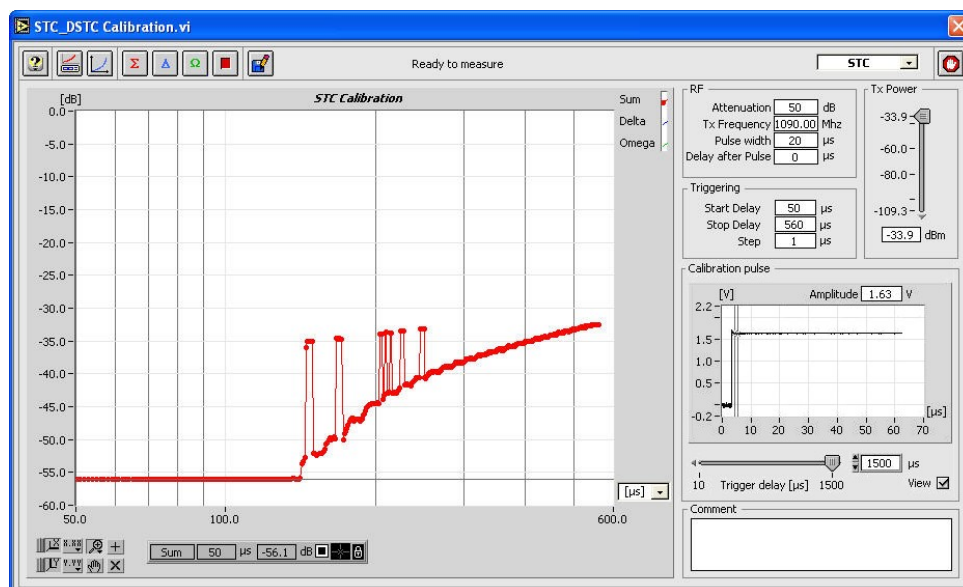 STC_DSTC Calibration.vi
Ready to measure
STC
[dB]
STC Calibration
0.0
-5.0
-10.0
-15.0
-20.0
-25.0
-30.0
-35.0
-40.0
-45.0
-50.0
-55.0
-60.0
50.0 100.0 600.0
Sum
Delta
Omega
[µs]
Sum 50 µs -56.1 dB
RF
Attenuation 50 dB
Tx Frequency 1090.00 Mhz
Pulse width 20 µs
Delay after Pulse 0 µs
Triggering
Start Delay 50 µs
Stop Delay 560 µs
Step 1 µs
Tx Power
-33.9
-60.0
-80.0
-109.3
-33.9 dBm
Calibration pulse
[V] Amplitude 1.63 V
2.2
1.5
1.0
0.5
-0.2
[µs]
0 10 20 30 40 50 60 70
1500 µs
10 Trigger delay [µs] 1500
View
Comment